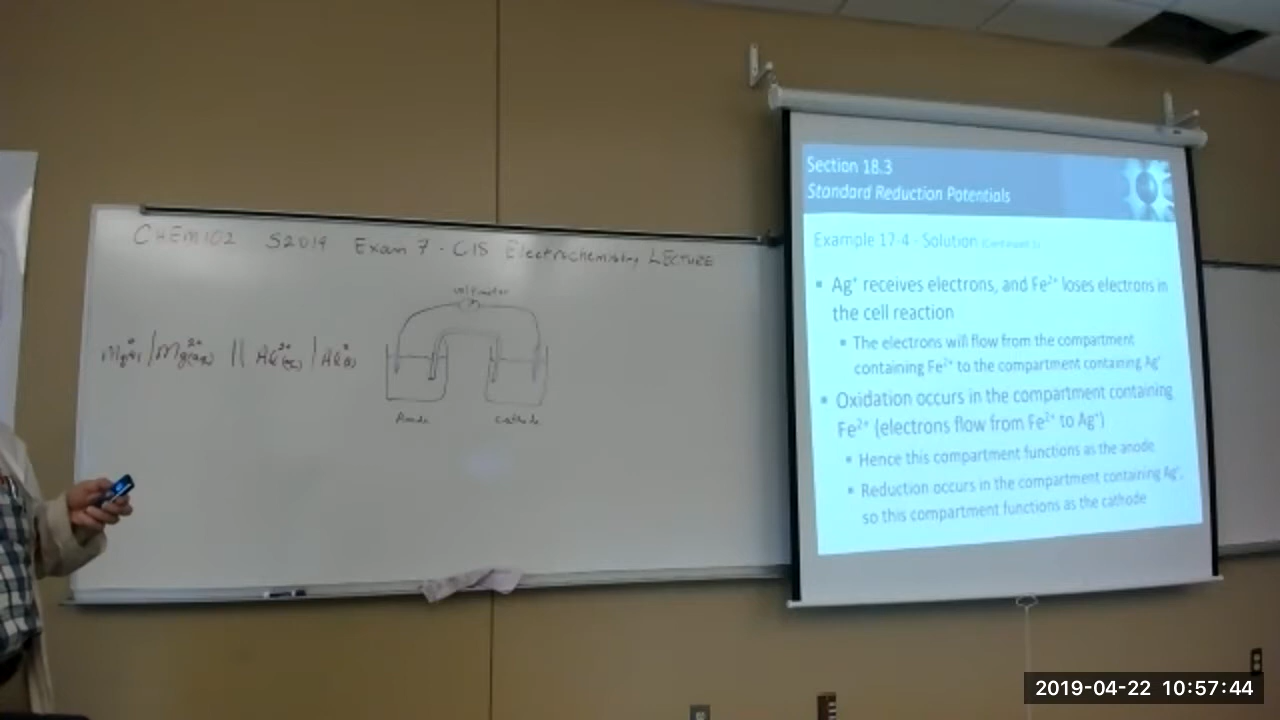 CHEM102 S2019 Exam 7 - C18 Electrochemistry LECTURE
voltmeter
Anode Cathode
Section 18.3
Standard Reduction Potentials
Example 17-4 - Solution (Continued 1)
▪ Ag⁺ receives electrons, and Fe²⁺ loses electrons in
the cell reaction
▪ The electrons will flow from the compartment
containing Fe²⁺ to the compartment containing Ag⁺
▪ Oxidation occurs in the compartment containing
Fe²⁺ (electrons flow from Fe²⁺ to Ag⁺)
▪ Hence this compartment functions as the anode
▪ Reduction occurs in the compartment containing Ag⁺,
so this compartment functions as the cathode
2019-04-22 10:57:44